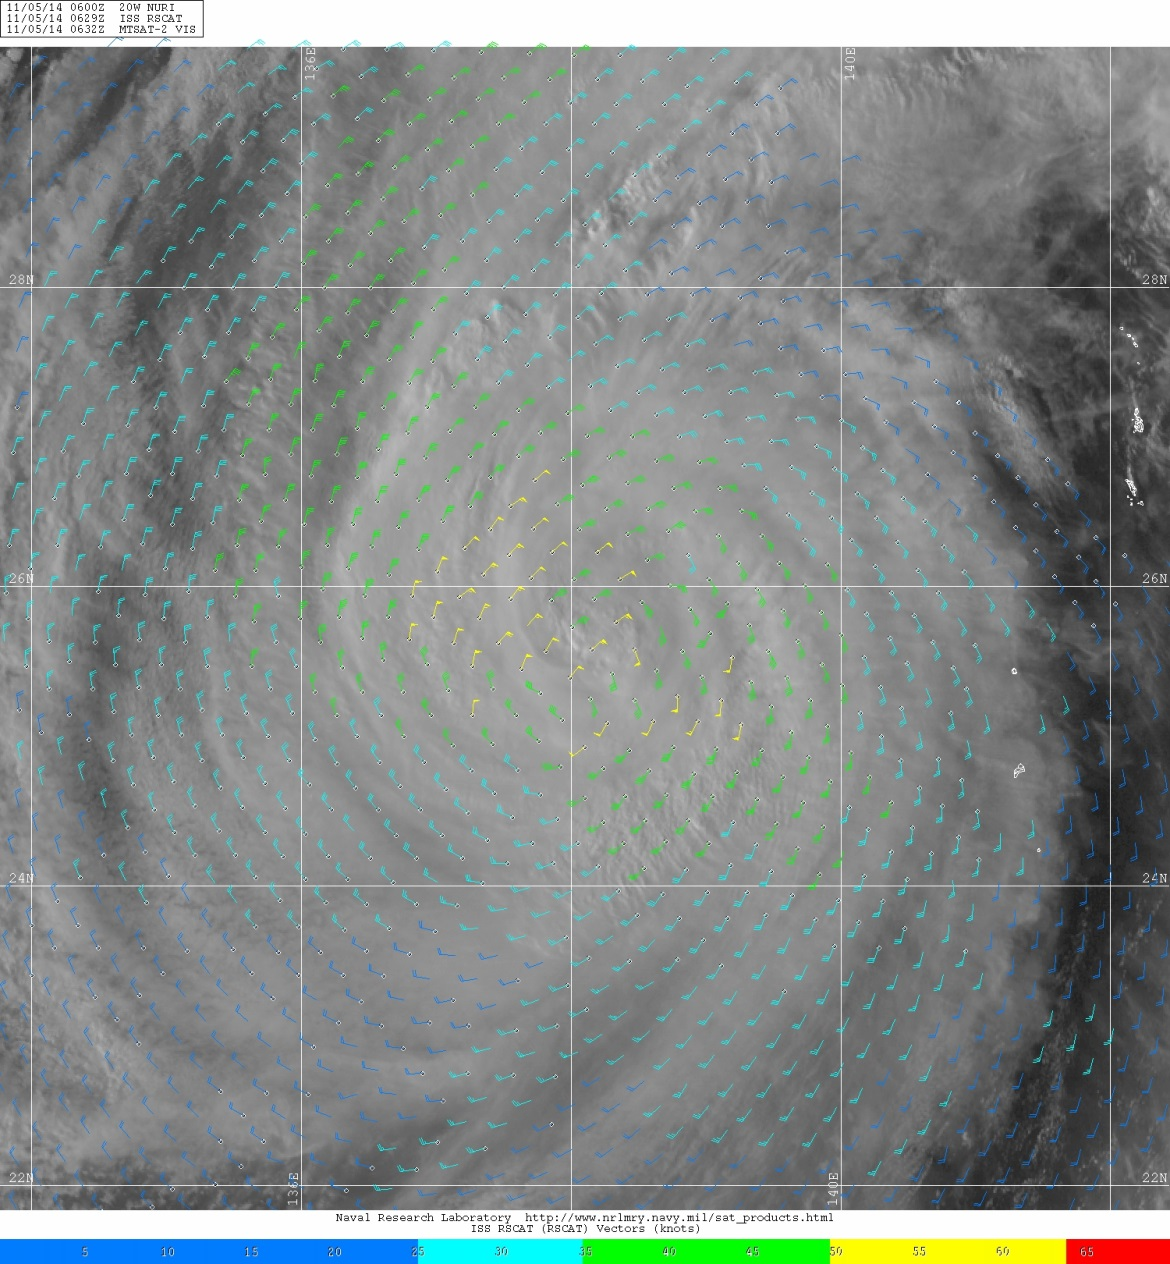 11/05/14 0600Z 20W NURI
11/05/14 0629Z ISS RSCAT
11/05/14 0632Z MTSAT-2 VIS
136E
140E
28N
28N
26N
26N
24N
24N
22N
22N
136E
140E
Naval Research Laboratory http://www.nrlmry.navy.mil/sat_products.html
ISS RSCAT (RSCAT) Vectors (knots)
5 10 15 20 25 30 35 40 45 50 55 60 65